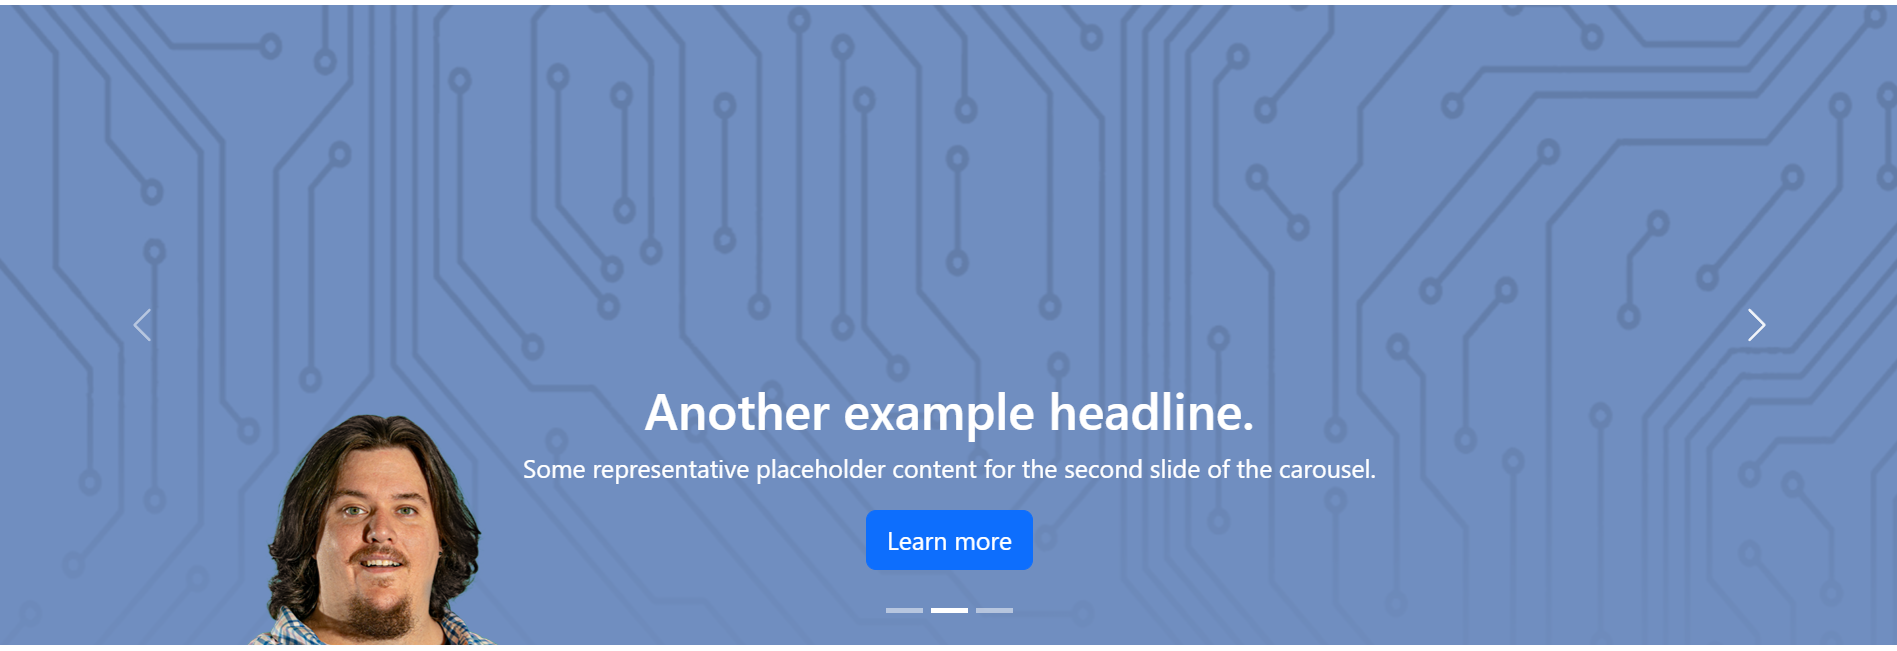 Another example headline.
Some representative placeholder content for the second slide of the carousel.
Learn more